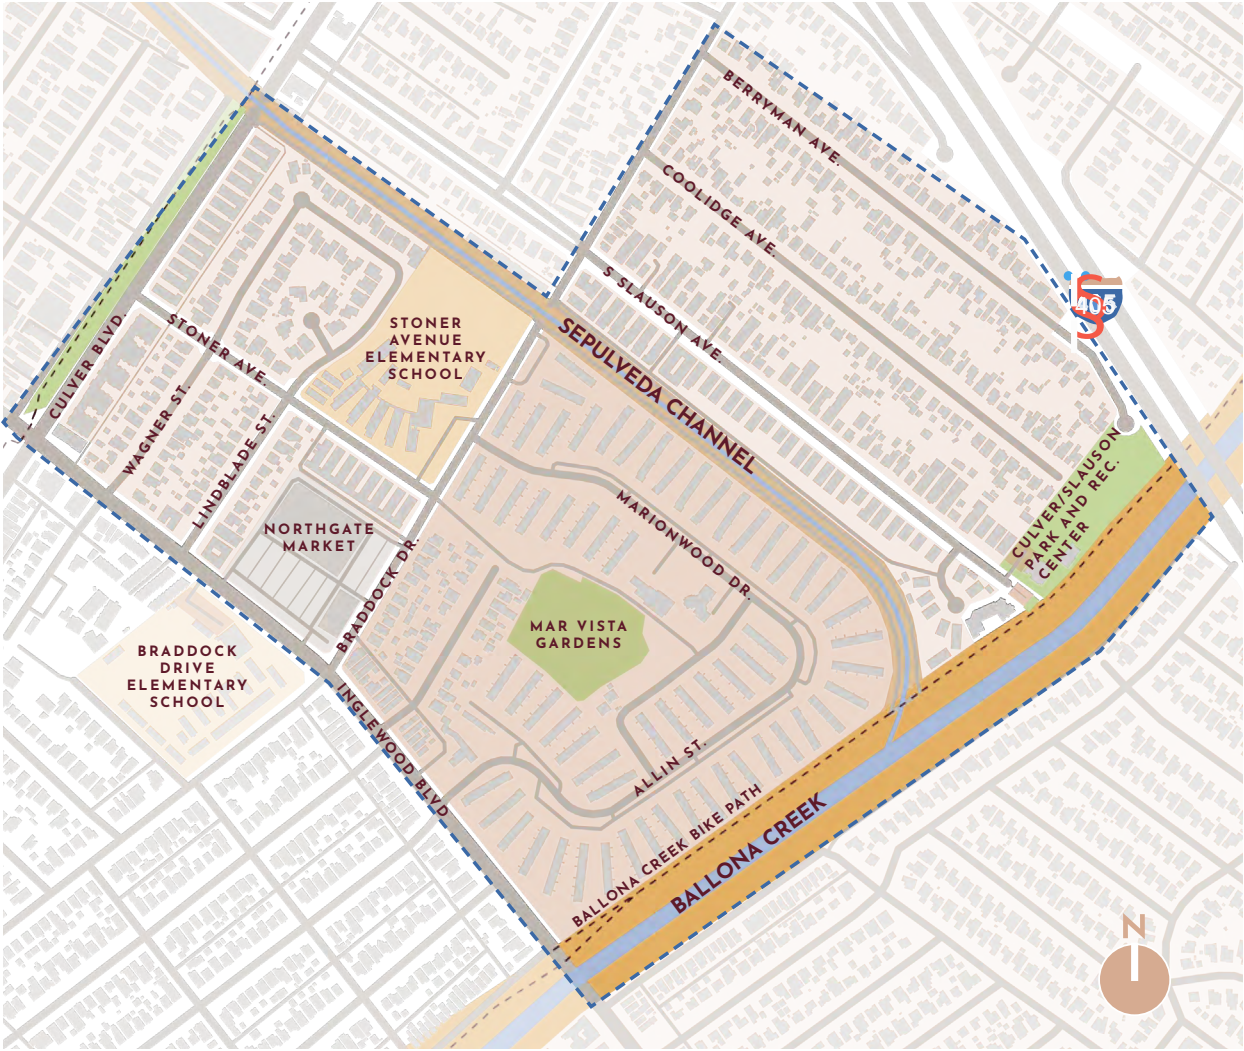 BERRYMAN AVE.
COOLIDGE AVE.
S SLAUSON AVE.
405
S
STONER
AVENUE
ELEMENTARY
SCHOOL
SEPULVEDA CHANNEL
CULVER BLVD.
STONER AVE.
WAGNER ST.
LINDBLADE ST.
NORTHGATE
MARKET
BRADDOCK DR.
MARIONWOOD DR.
CULVER/SLAUSON
PARK AND REC.
CENTER
MAR VISTA
GARDENS
BRADDOCK
DRIVE
ELEMENTARY
SCHOOL
INGLEWOOD BLVD
ALLIN ST.
BALLONA CREEK BIKE PATH
BALLONA CREEK
N